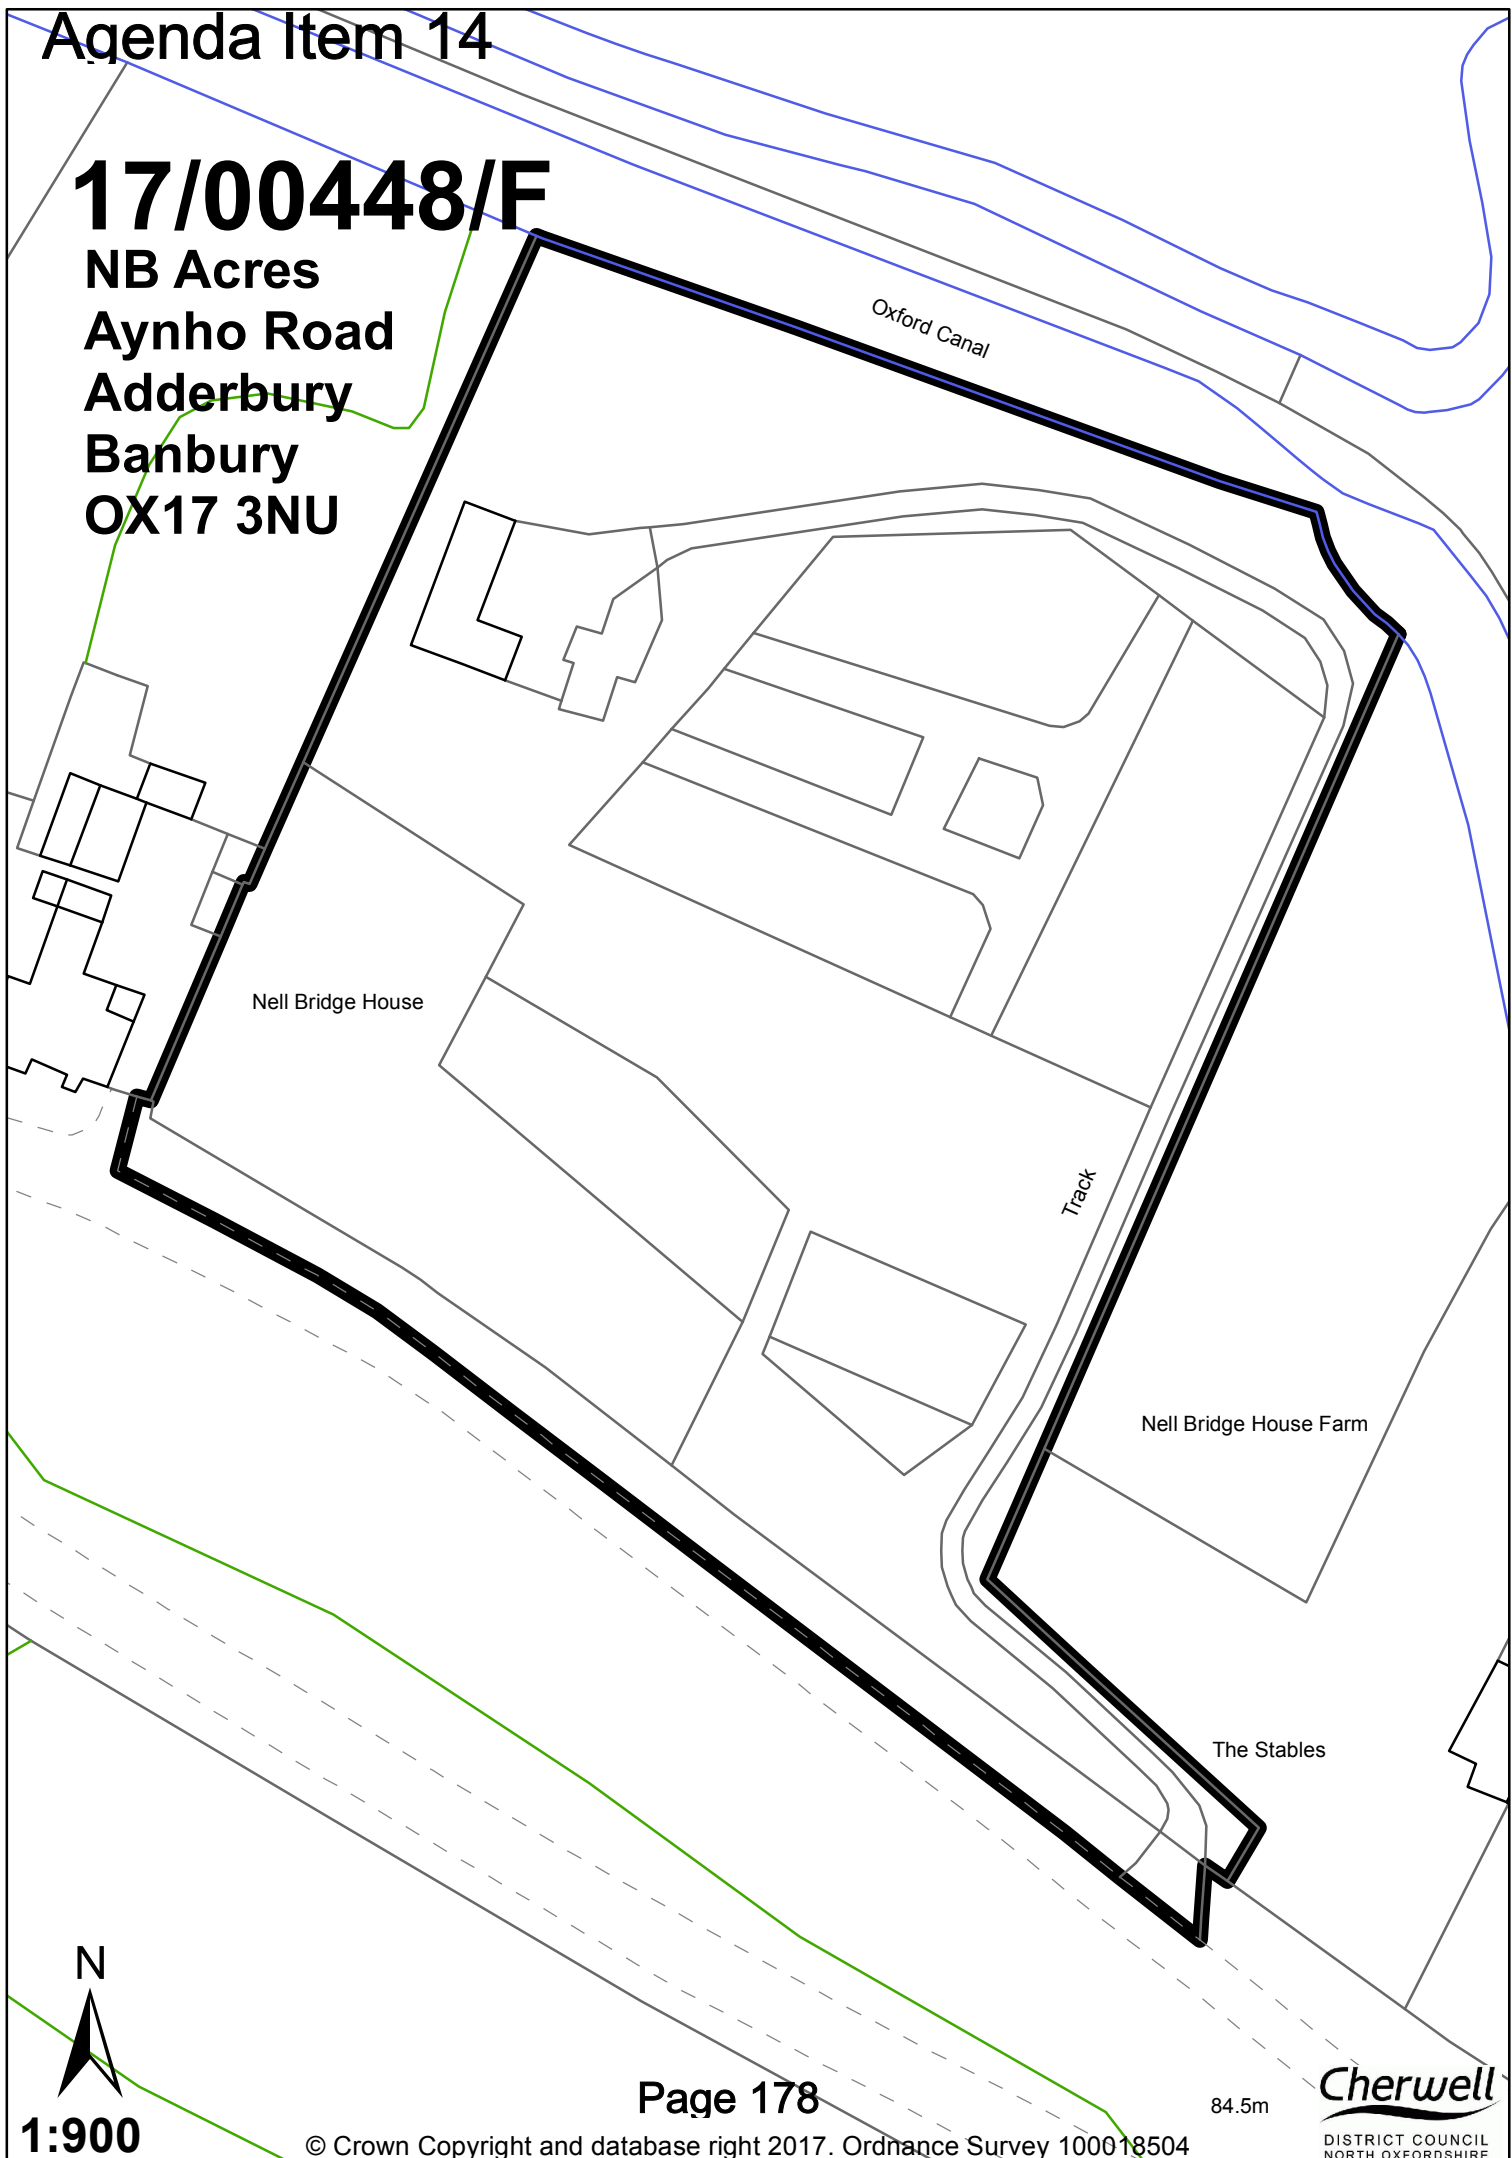 Agenda Item 14
17/00448/F
NB Acres
Aynho Road
Adderbury
Banbury
OX17 3NU
Oxford Canal
Nell Bridge House
Track
Nell Bridge House Farm
The Stables
N
1:900
Page 178
84.5m
© Crown Copyright and database right 2017. Ordnance Survey 100018504
Cherwell
DISTRICT COUNCIL
NORTH OXFORDSHIRE